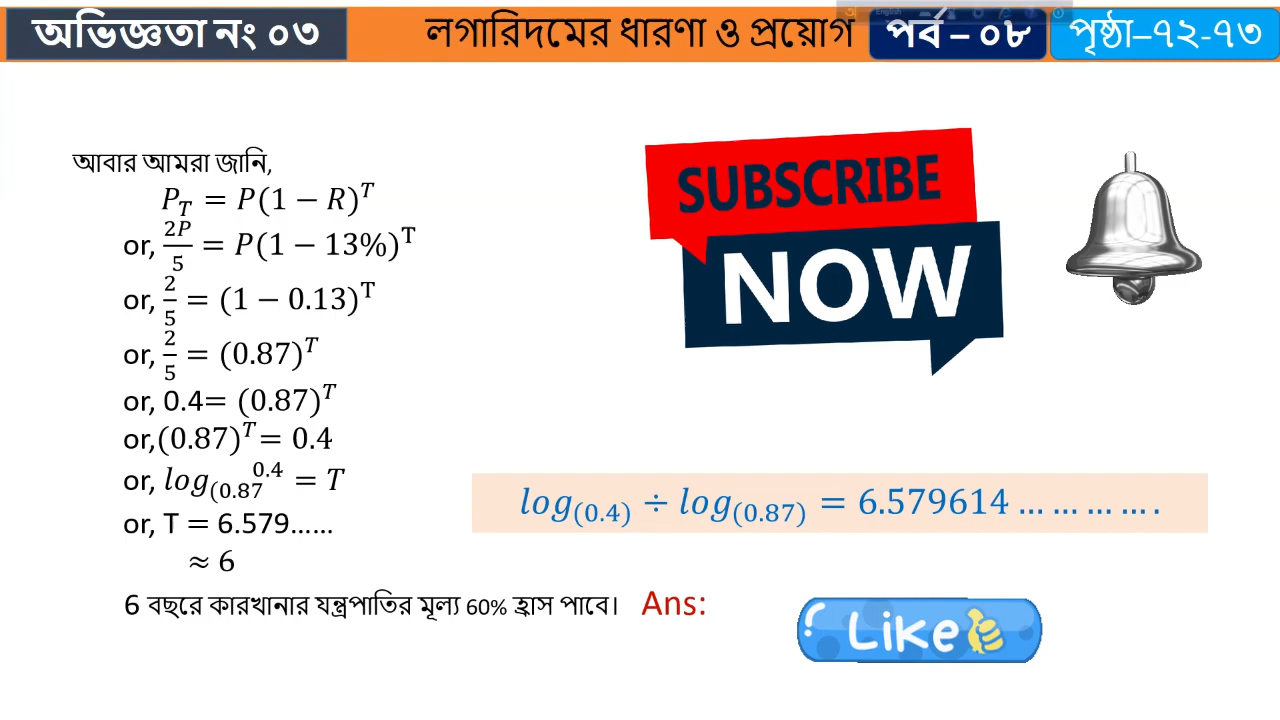 অভিজ্ঞতা নং ০৩ লগারিদমের ধারণা ও প্রয়োগ পর্ব – ০৮ পৃষ্ঠা–৭২-৭৩
আবার আমরা জানি,
P_T = P(1 − R)^T
or, 2P/5 = P(1 − 13%)^T
or, 2/5 = (1 − 0.13)^T
or, 2/5 = (0.87)^T
or, 0.4= (0.87)^T
or,(0.87)^T = 0.4
or, log_(0.87^0.4 = T
or, T = 6.579......
≈ 6
6 বছরে কারখানার যন্ত্রপাতির মূল্য 60% হ্রাস পাবে। Ans:
SUBSCRIBE
NOW
log_(0.4) ÷ log_(0.87) = 6.579614 … … … … .
Like